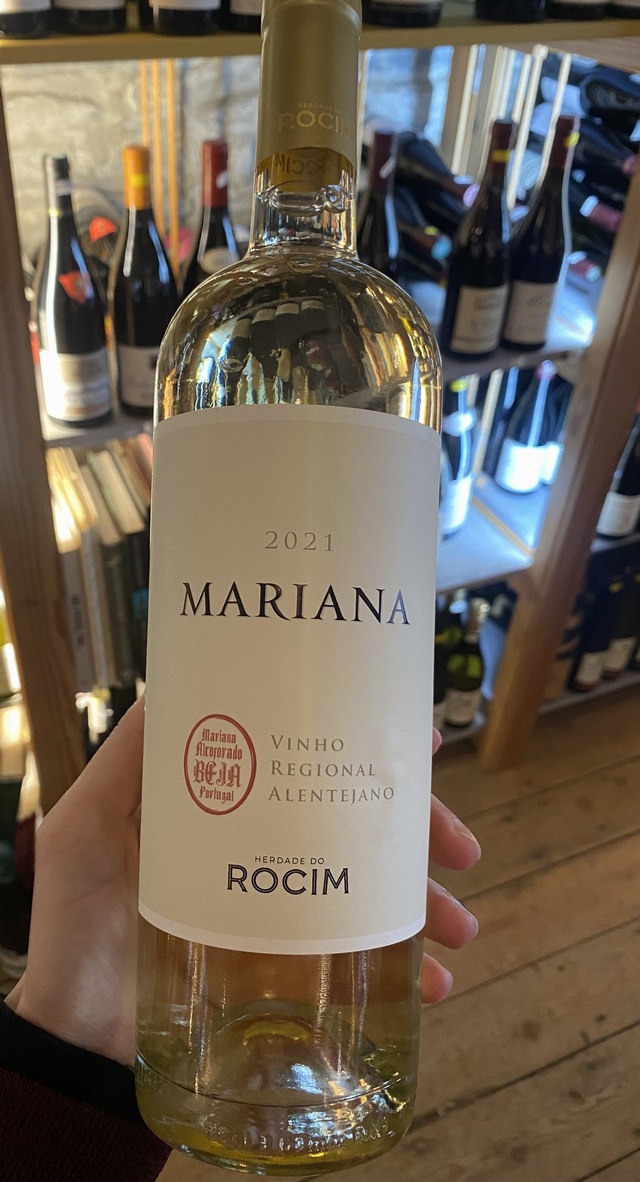 HERDADE DO
ROCIM
2021
MARIANA
Mariana
Alcoforado
BEJA
Portugal
VINHO
REGIONAL
ALENTEJANO
HERDADE DO
ROCIM